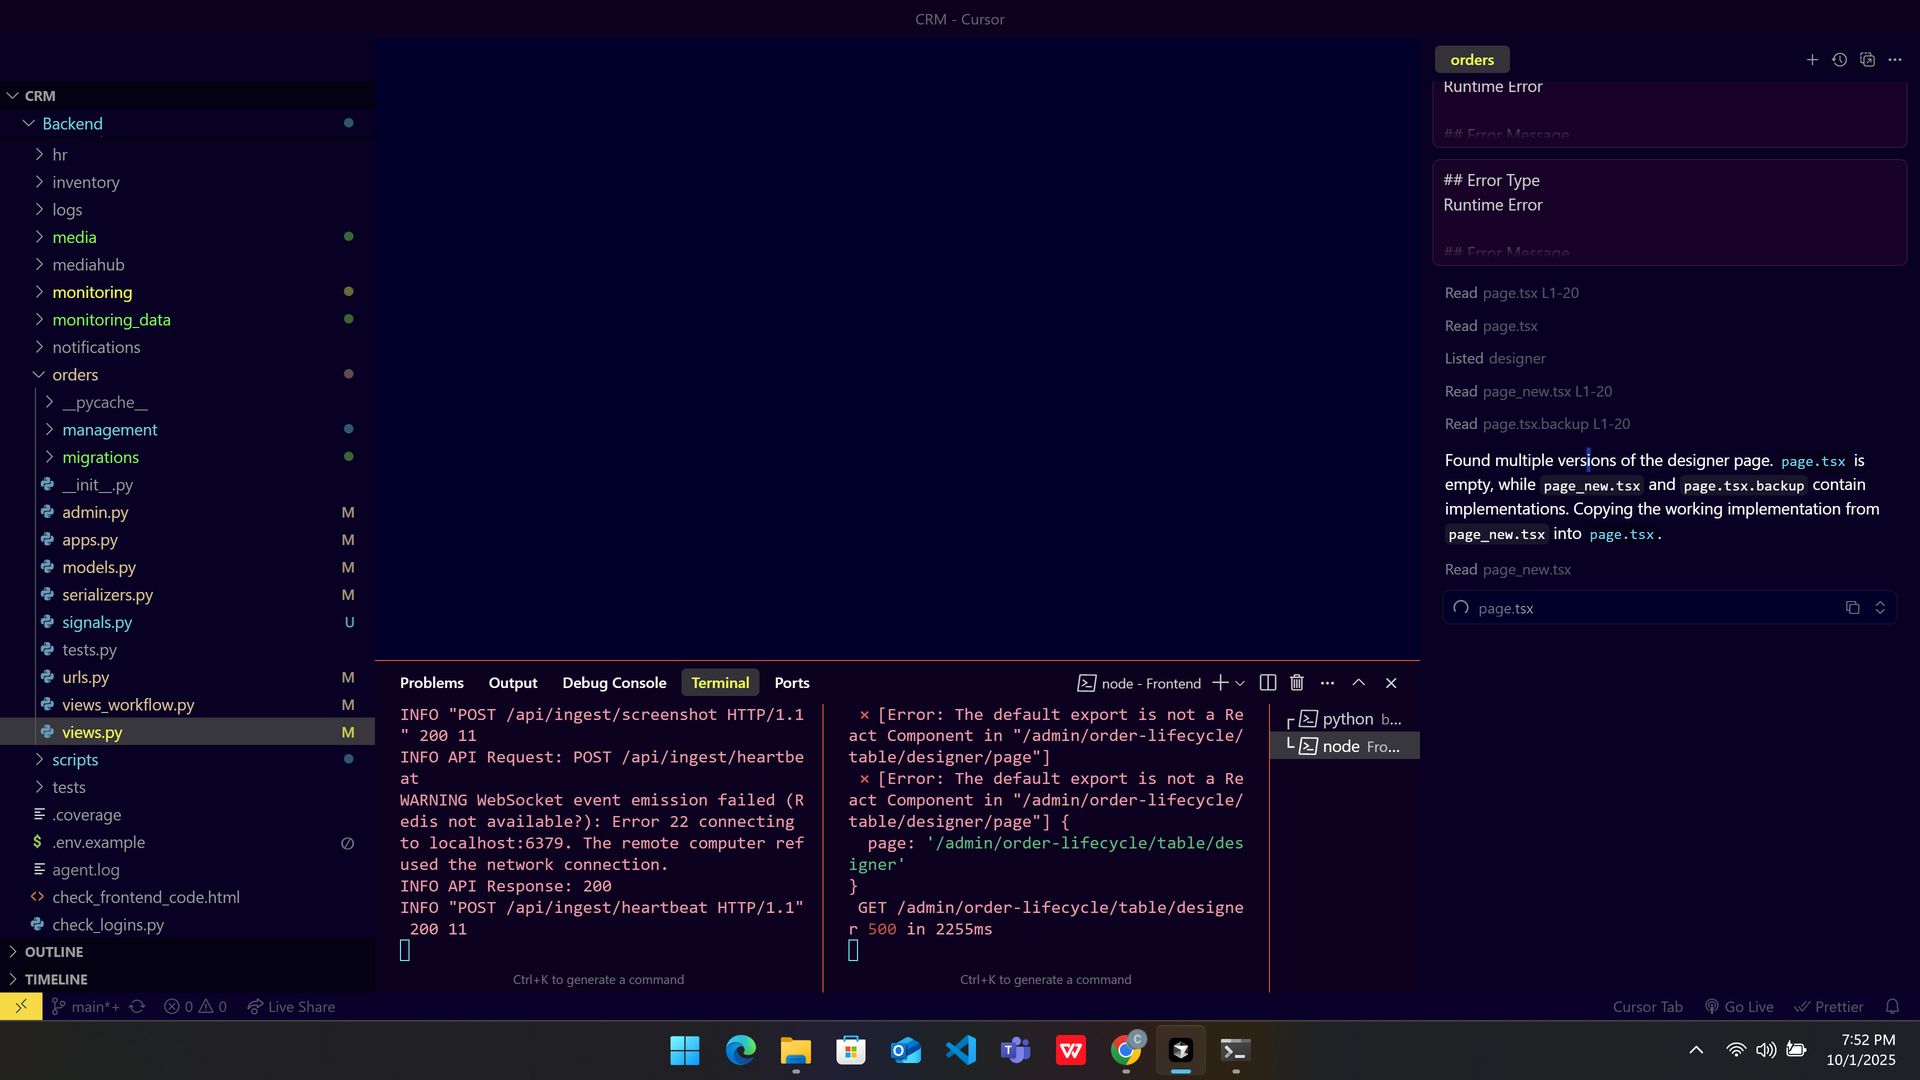 CRM - Cursor
CRM
Backend
hr
inventory
logs
media
mediahub
monitoring
monitoring_data
notifications
orders
__pycache__
management
migrations
__init__.py
admin.py M
apps.py M
models.py M
serializers.py M
signals.py U
tests.py
urls.py M
views_workflow.py M
views.py M
scripts
tests
.coverage
$ .env.example
agent.log
check_frontend_code.html
check_logins.py
OUTLINE
TIMELINE
Problems Output Debug Console Terminal Ports
node - Frontend
INFO "POST /api/ingest/screenshot HTTP/1.1
" 200 11
INFO API Request: POST /api/ingest/heartbe
at
WARNING WebSocket event emission failed (R
edis not available?): Error 22 connecting
to localhost:6379. The remote computer ref
used the network connection.
INFO API Response: 200
INFO "POST /api/ingest/heartbeat HTTP/1.1"
200 11
Ctrl+K to generate a command
× [Error: The default export is not a Re
act Component in "/admin/order-lifecycle/
table/designer/page"]
× [Error: The default export is not a Re
act Component in "/admin/order-lifecycle/
table/designer/page"] {
page: '/admin/order-lifecycle/table/des
igner'
}
GET /admin/order-lifecycle/table/designe
r 500 in 2255ms
Ctrl+K to generate a command
python b...
node Fro...
orders
Runtime Error
## Error Message
## Error Type
Runtime Error
## Error Message
Read page.tsx L1-20
Read page.tsx
Listed designer
Read page_new.tsx L1-20
Read page.tsx.backup L1-20
Found multiple versions of the designer page. page.tsx is
empty, while page_new.tsx and page.tsx.backup contain
implementations. Copying the working implementation from
page_new.tsx into page.tsx.
Read page_new.tsx
page.tsx
main*+ 0 0 Live Share
Cursor Tab Go Live Prettier
C
T
W
7:52 PM
10/1/2025